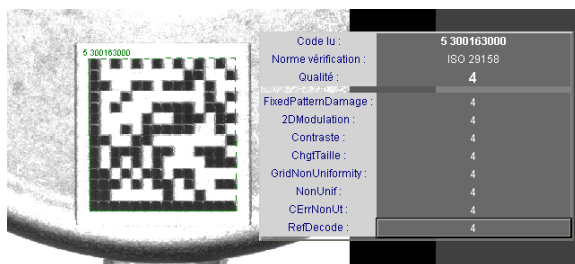 5 300163000
Code lu : 5 300163000
Norme vérification : ISO 29158
Qualité : 4
FixedPatternDamage : 4
2DModulation : 4
Contraste : 4
ChgtTaille : 4
GridNonUniformity : 4
NonUnif : 4
CErrNonUt : 4
RefDecode : 4